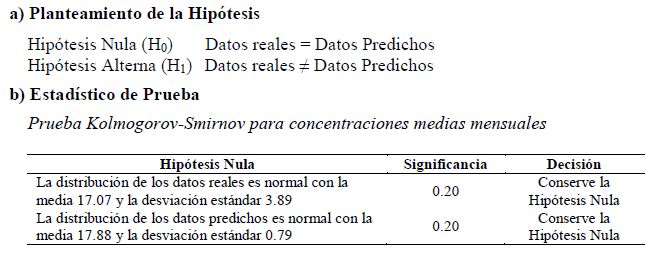 a) Planteamiento de la Hipótesis
Hipótesis Nula (H0) Datos reales = Datos Predichos
Hipótesis Alterna (H1) Datos reales ≠ Datos Predichos
b) Estadístico de Prueba
Prueba Kolmogorov-Smirnov para concentraciones medias mensuales
Hipótesis Nula Significancia Decisión
La distribución de los datos reales es normal con la
media 17.07 y la desviación estándar 3.89
0.20
Conserve la
Hipótesis Nula
La distribución de los datos predichos es normal con la
media 17.88 y la desviación estándar 0.79
0.20
Conserve la
Hipótesis Nula